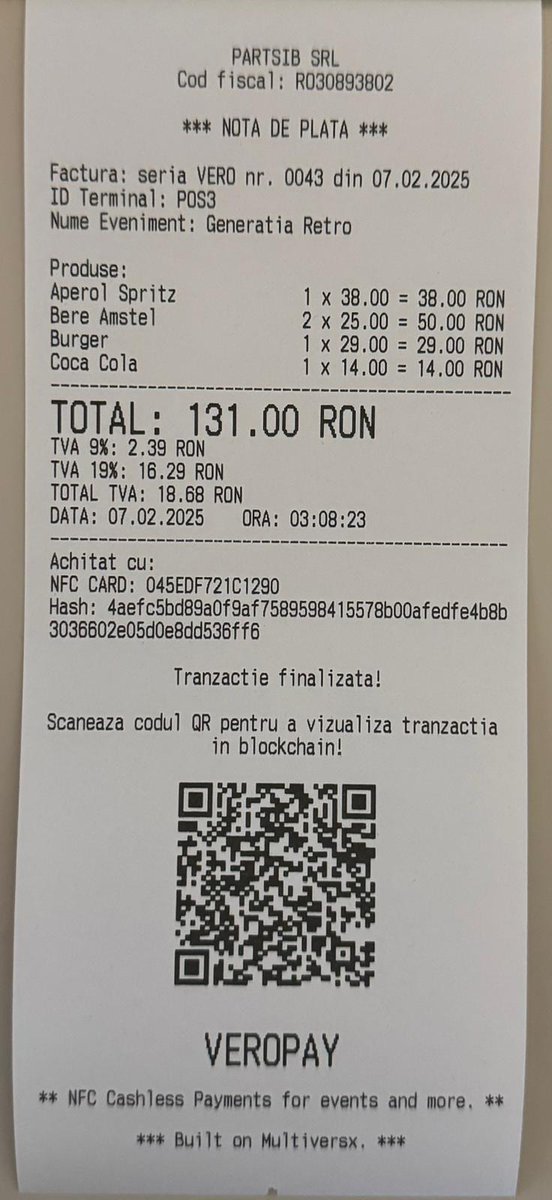 PARTSIB SRL
Cod fiscal: RO30893802
*** NOTA DE PLATA ***
Factura: seria VERO nr. 0043 din 07.02.2025
ID Terminal: POS3
Nume Eveniment: Generatia Retro
Produse:
Aperol Spritz 1 x 38.00 = 38.00 RON
Bere Amstel 2 x 25.00 = 50.00 RON
Burger 1 x 29.00 = 29.00 RON
Coca Cola 1 x 14.00 = 14.00 RON
TOTAL: 131.00 RON
TVA 9%: 2.39 RON
TVA 19%: 16.29 RON
TOTAL TVA: 18.68 RON
DATA: 07.02.2025 ORA: 03:08:23
Achitat cu:
NFC CARD: 045EDF721C1290
Hash: 4aefc5bd89a0f9af7589598415578b00afedfe4b8b
3036602e05d0e8dd536ff6
Tranzactie finalizata!
Scaneaza codul QR pentru a vizualiza tranzactia
in blockchain!
VEROPAY
** NFC Cashless Payments for events and more. **
*** Built on Multiversx. ***